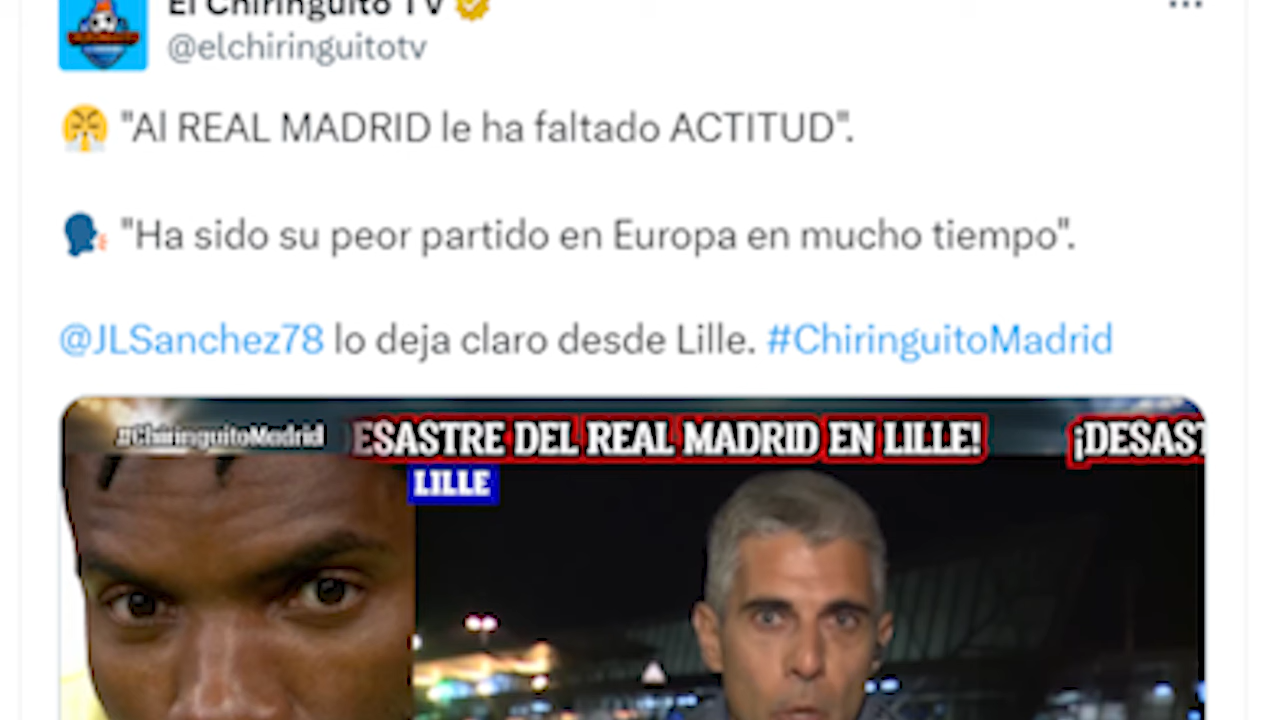 El Chiringuito TV
@elchiringuitotv
"Al REAL MADRID le ha faltado ACTITUD".
"Ha sido su peor partido en Europa en mucho tiempo".
@JLSanchez78 lo deja claro desde Lille. #ChiringuitoMadrid
#ChiringuitoMadrid ESASTRE DEL REAL MADRID EN LILLE! ¡DESAST
LILLE